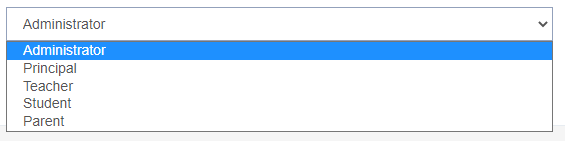 Administrator
Administrator
Principal
Teacher
Student
Parent